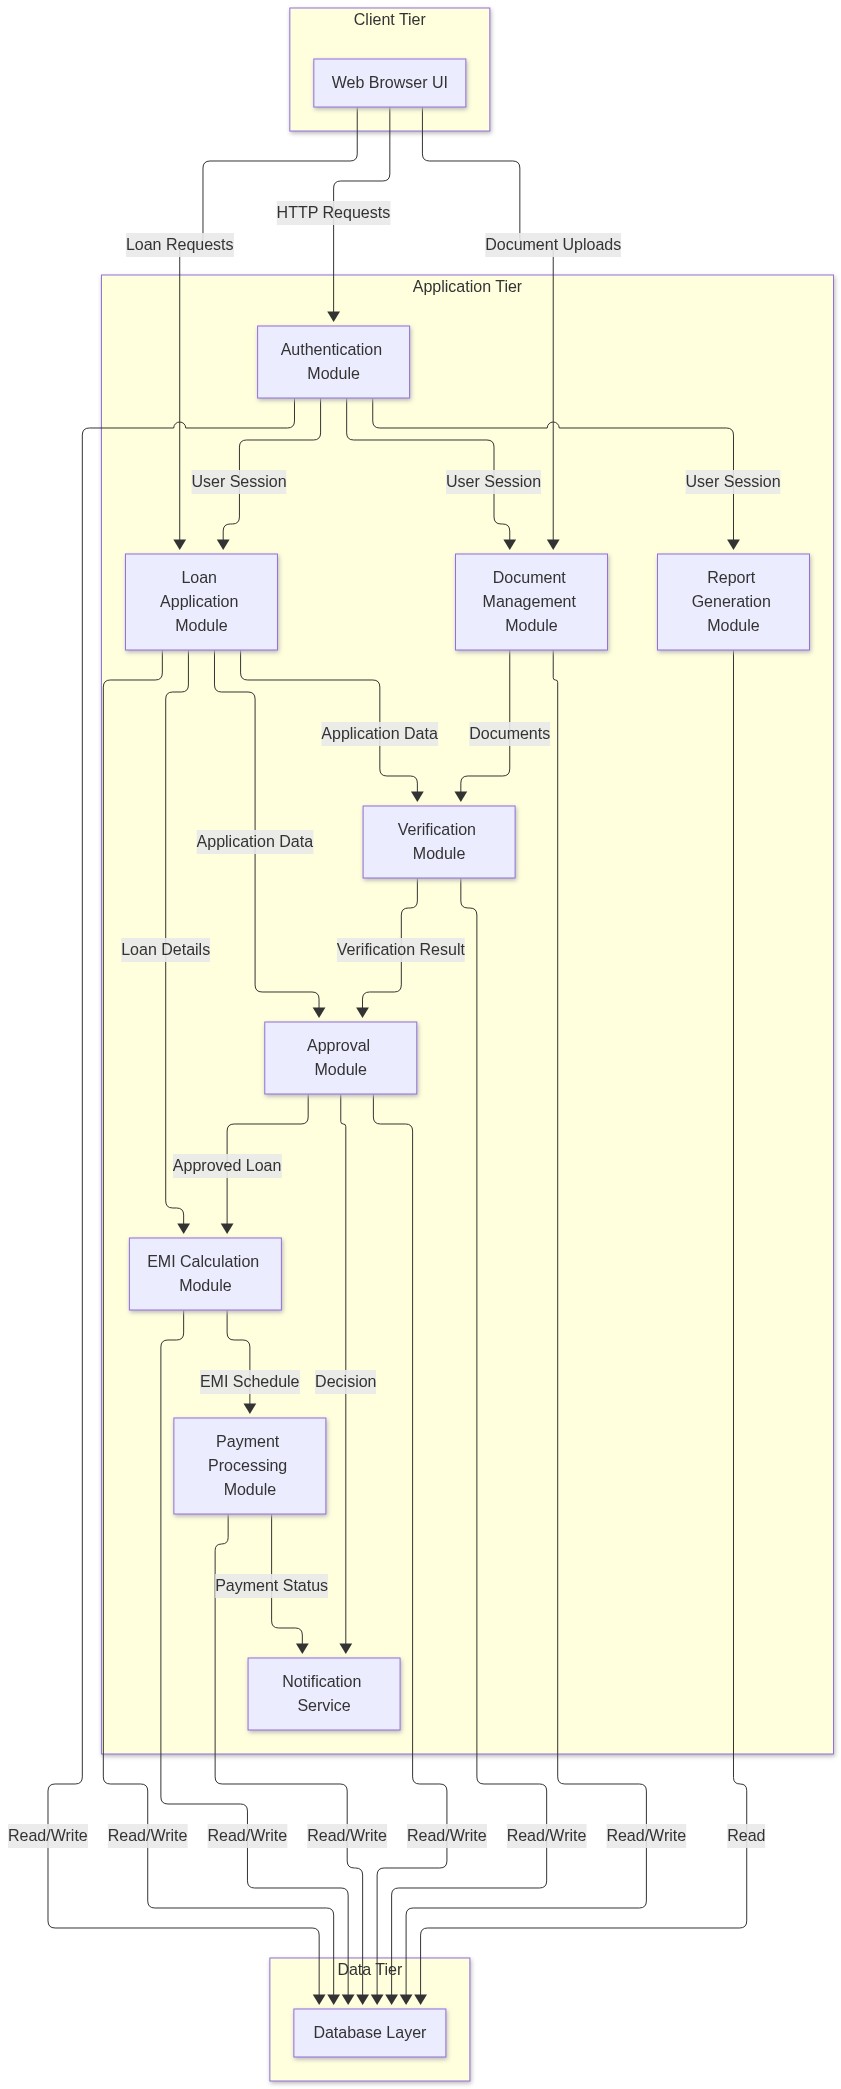 Client Tier
Web Browser UI
HTTP Requests
Loan Requests
Document Uploads
Application Tier
Authentication
Module
User Session
User Session
User Session
Loan
Application
Module
Document
Management
Module
Report
Generation
Module
Application Data
Documents
Verification
Module
Application Data
Loan Details
Verification Result
Approval
Module
Approved Loan
EMI Calculation
Module
EMI Schedule
Decision
Payment
Processing
Module
Payment Status
Notification
Service
Read/Write
Read/Write
Read/Write
Read/Write
Read/Write
Read/Write
Read/Write
Read
Data Tier
Database Layer